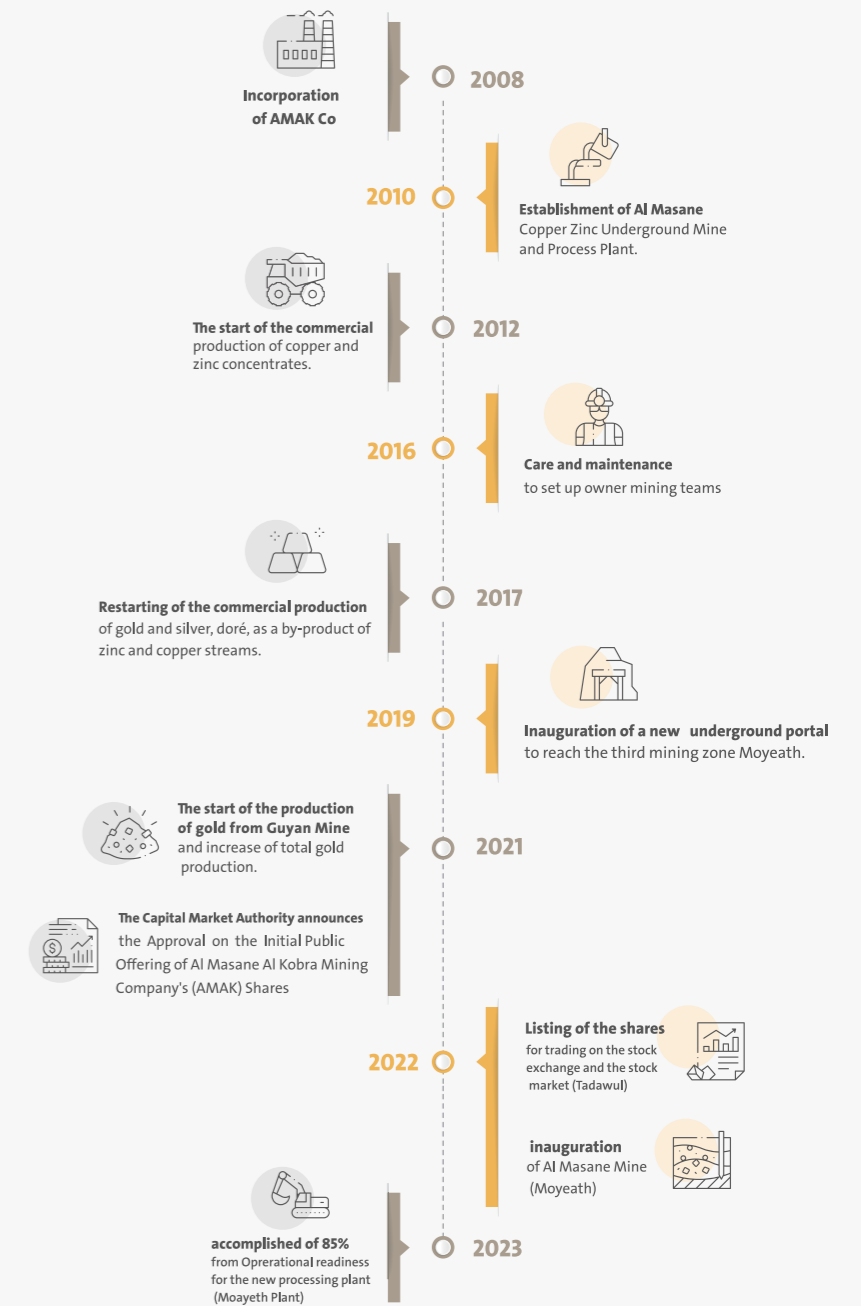 2008
Incorporation
of AMAK Co
2010
Establishment of Al Masane
Copper Zinc Underground Mine
and Process Plant.
2012
The start of the commercial
production of copper and
zinc concentrates.
2016
Care and maintenance
to set up owner mining teams
2017
Restarting of the commercial production
of gold and silver, doré, as a by-product of
zinc and copper streams.
2019
Inauguration of a new underground portal
to reach the third mining zone Moyeath.
2021
The start of the production
of gold from Guyan Mine
and increase of total gold
production.
The Capital Market Authority announces
the Approval on the Initial Public
Offering of Al Masane Al Kobra Mining
Company's (AMAK) Shares
2022
Listing of the shares
for trading on the stock
exchange and the stock
market (Tadawul)
inauguration
of Al Masane Mine
(Moyeath)
2023
accomplished of 85%
from Oprerational readiness
for the new processing plant
(Moayeth Plant)